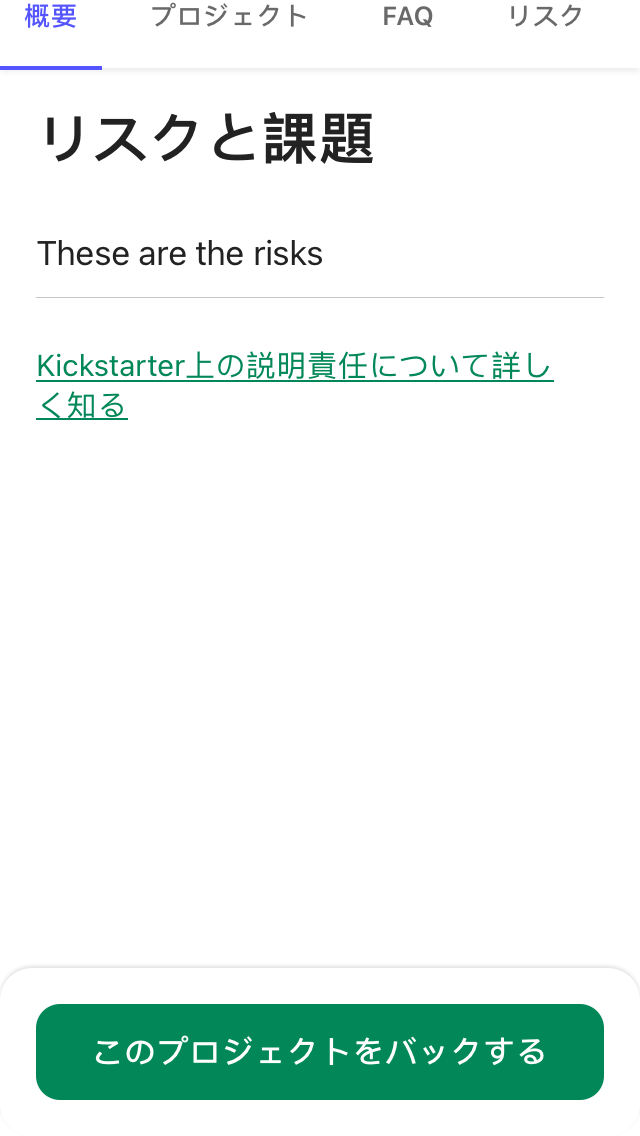 概要 プロジェクト FAQ リスク
リスクと課題
These are the risks
Kickstarter上の説明責任について詳し
く知る
このプロジェクトをバックする